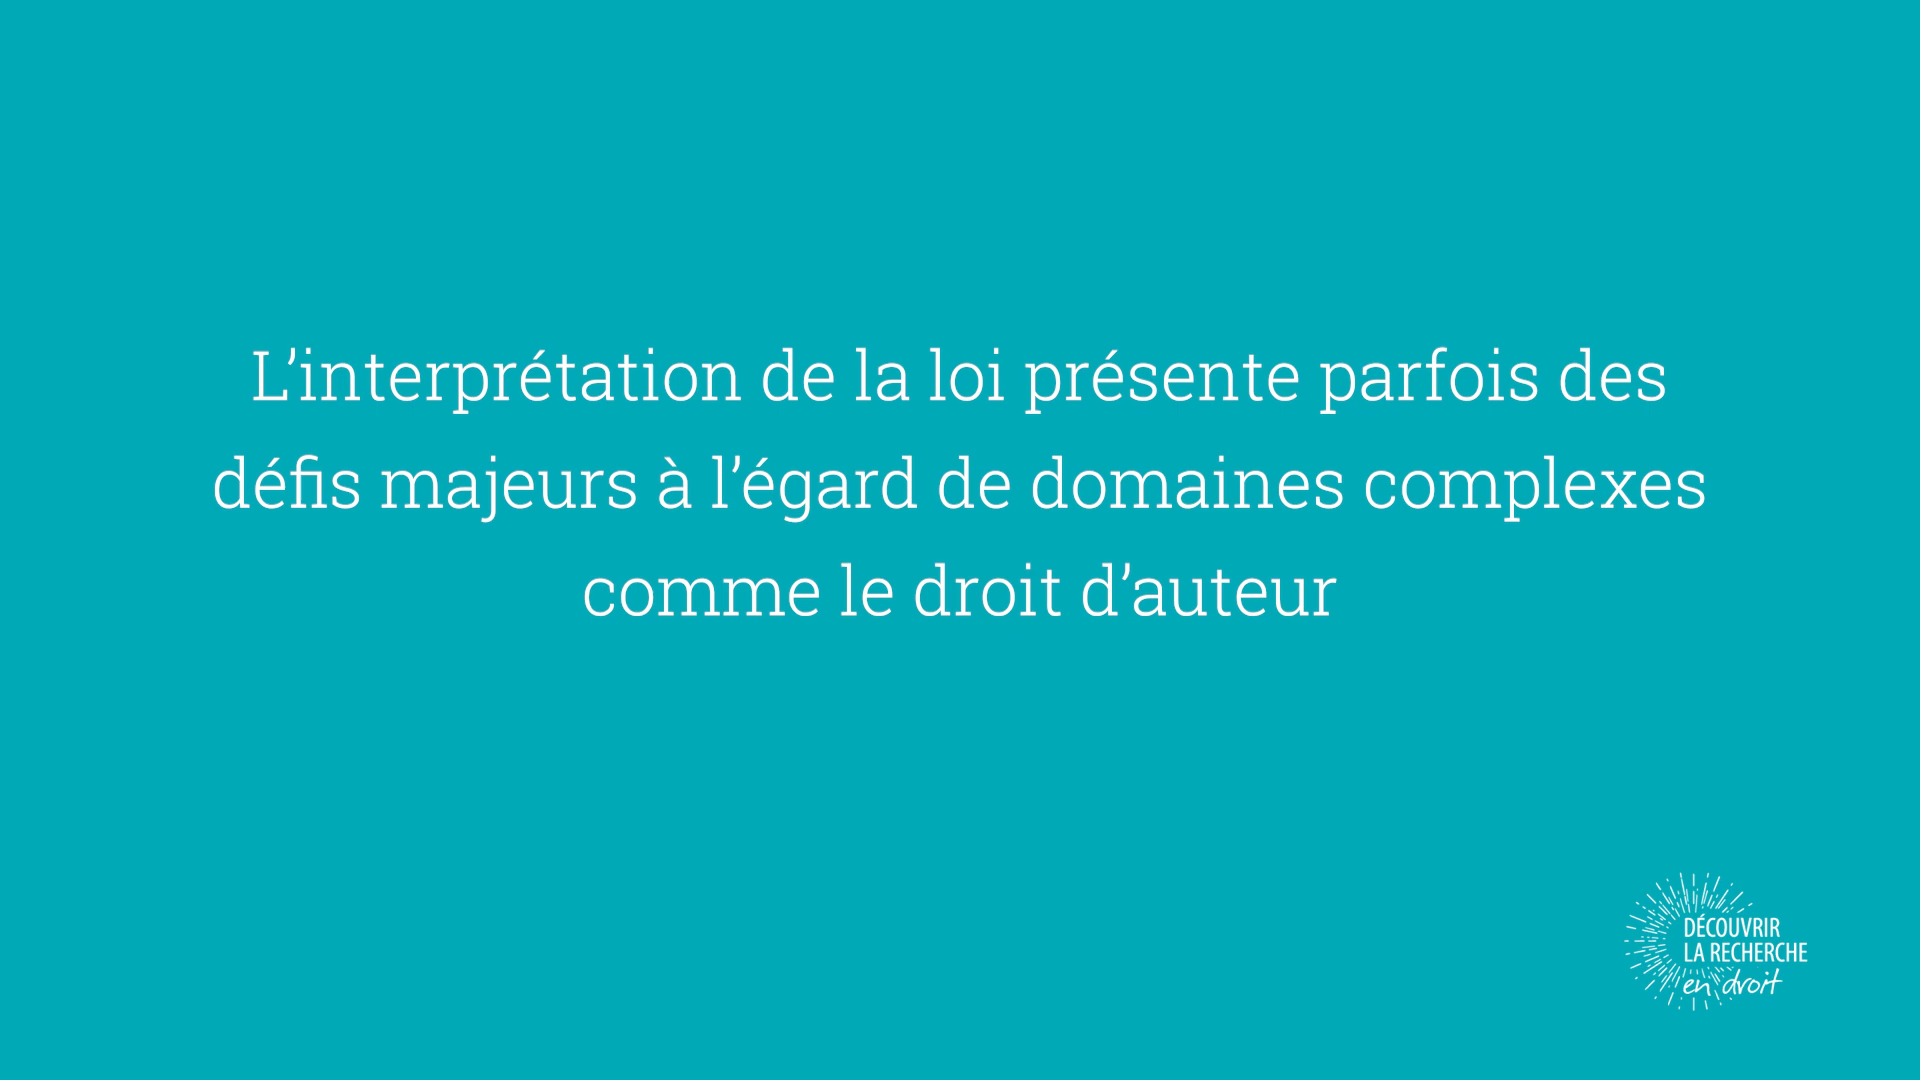 L’interprétation de la loi présente parfois des
défis majeurs à l’égard de domaines complexes
comme le droit d’auteur
DÉCOUVRIR
LA RECHERCHE
en droit